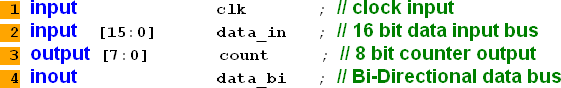 1 input clk ; // clock input
2 input [15:0] data_in ; // 16 bit data input bus
3 output [7:0] count ; // 8 bit counter output
4 inout data_bi ; // Bi-Directional data bus